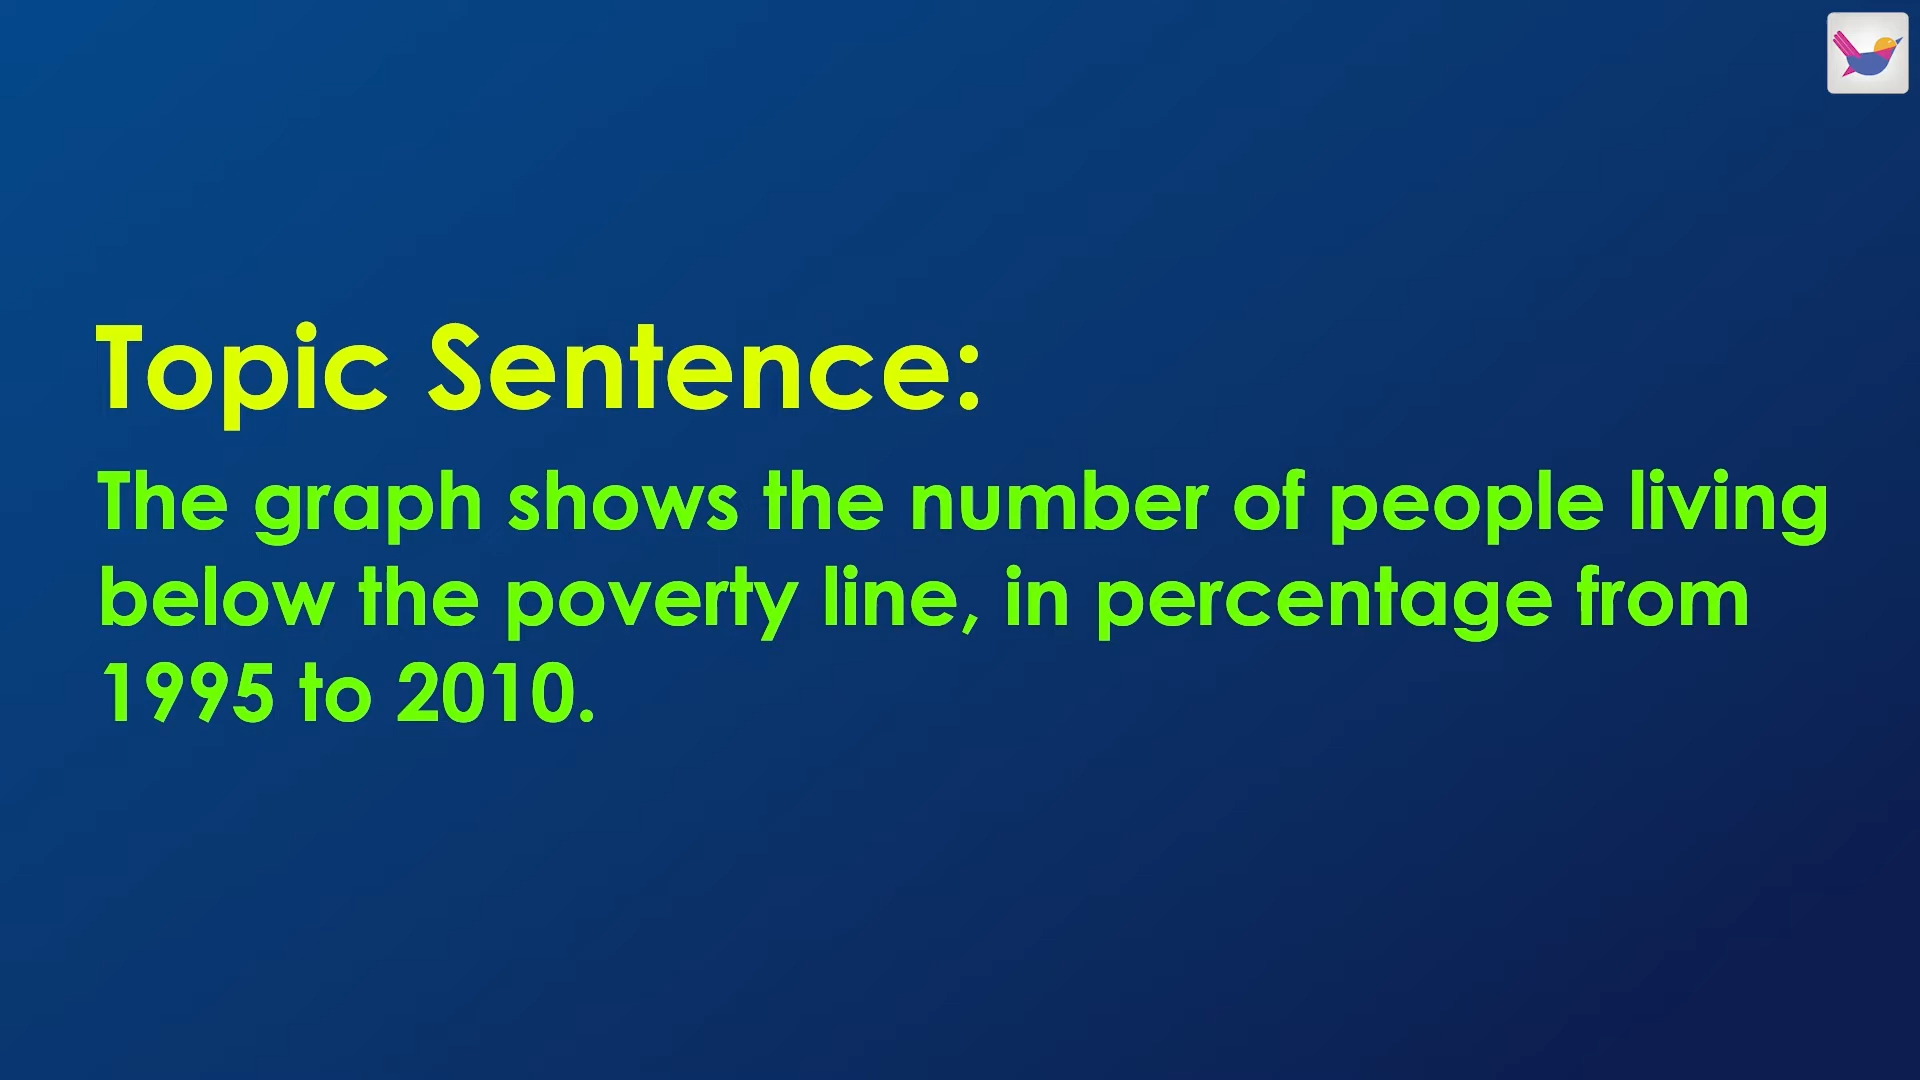 Topic Sentence:
The graph shows the number of people living
below the poverty line, in percentage from
1995 to 2010.